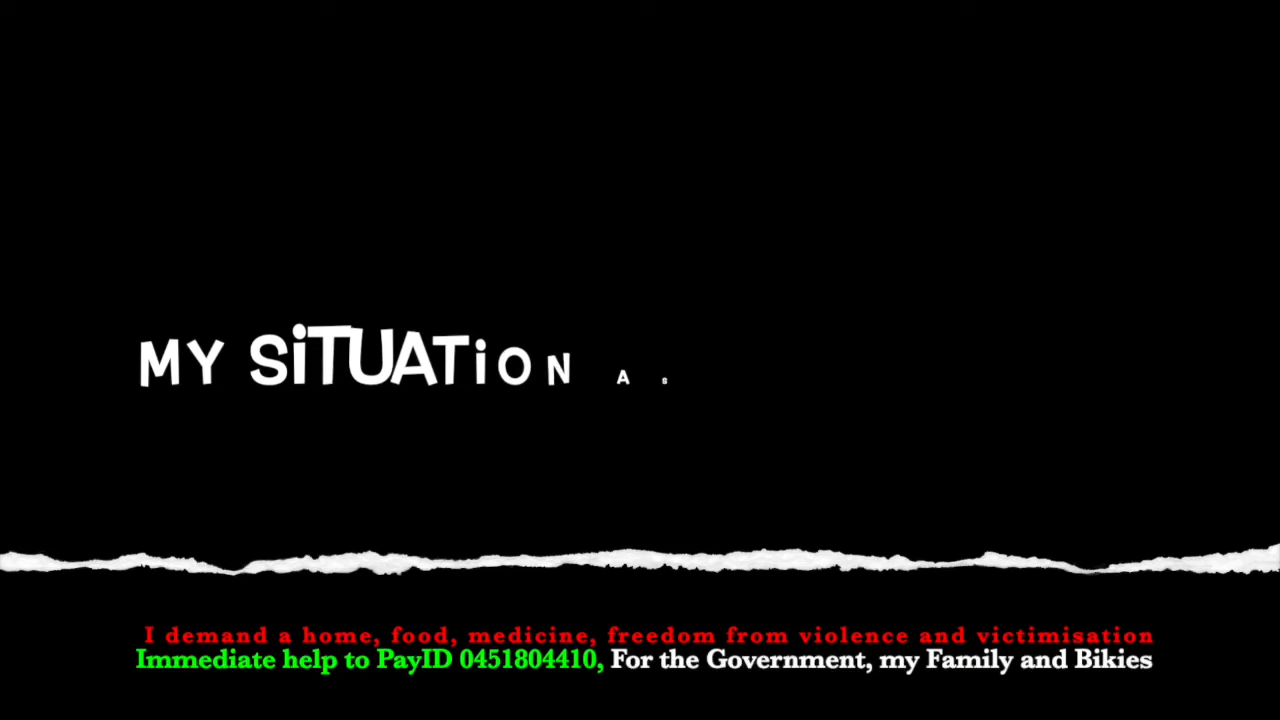 MY SiTUATiON A s
I demand a home, food, medicine, freedom from violence and victimisation
Immediate help to PayID 0451804410, For the Government, my Family and Bikies